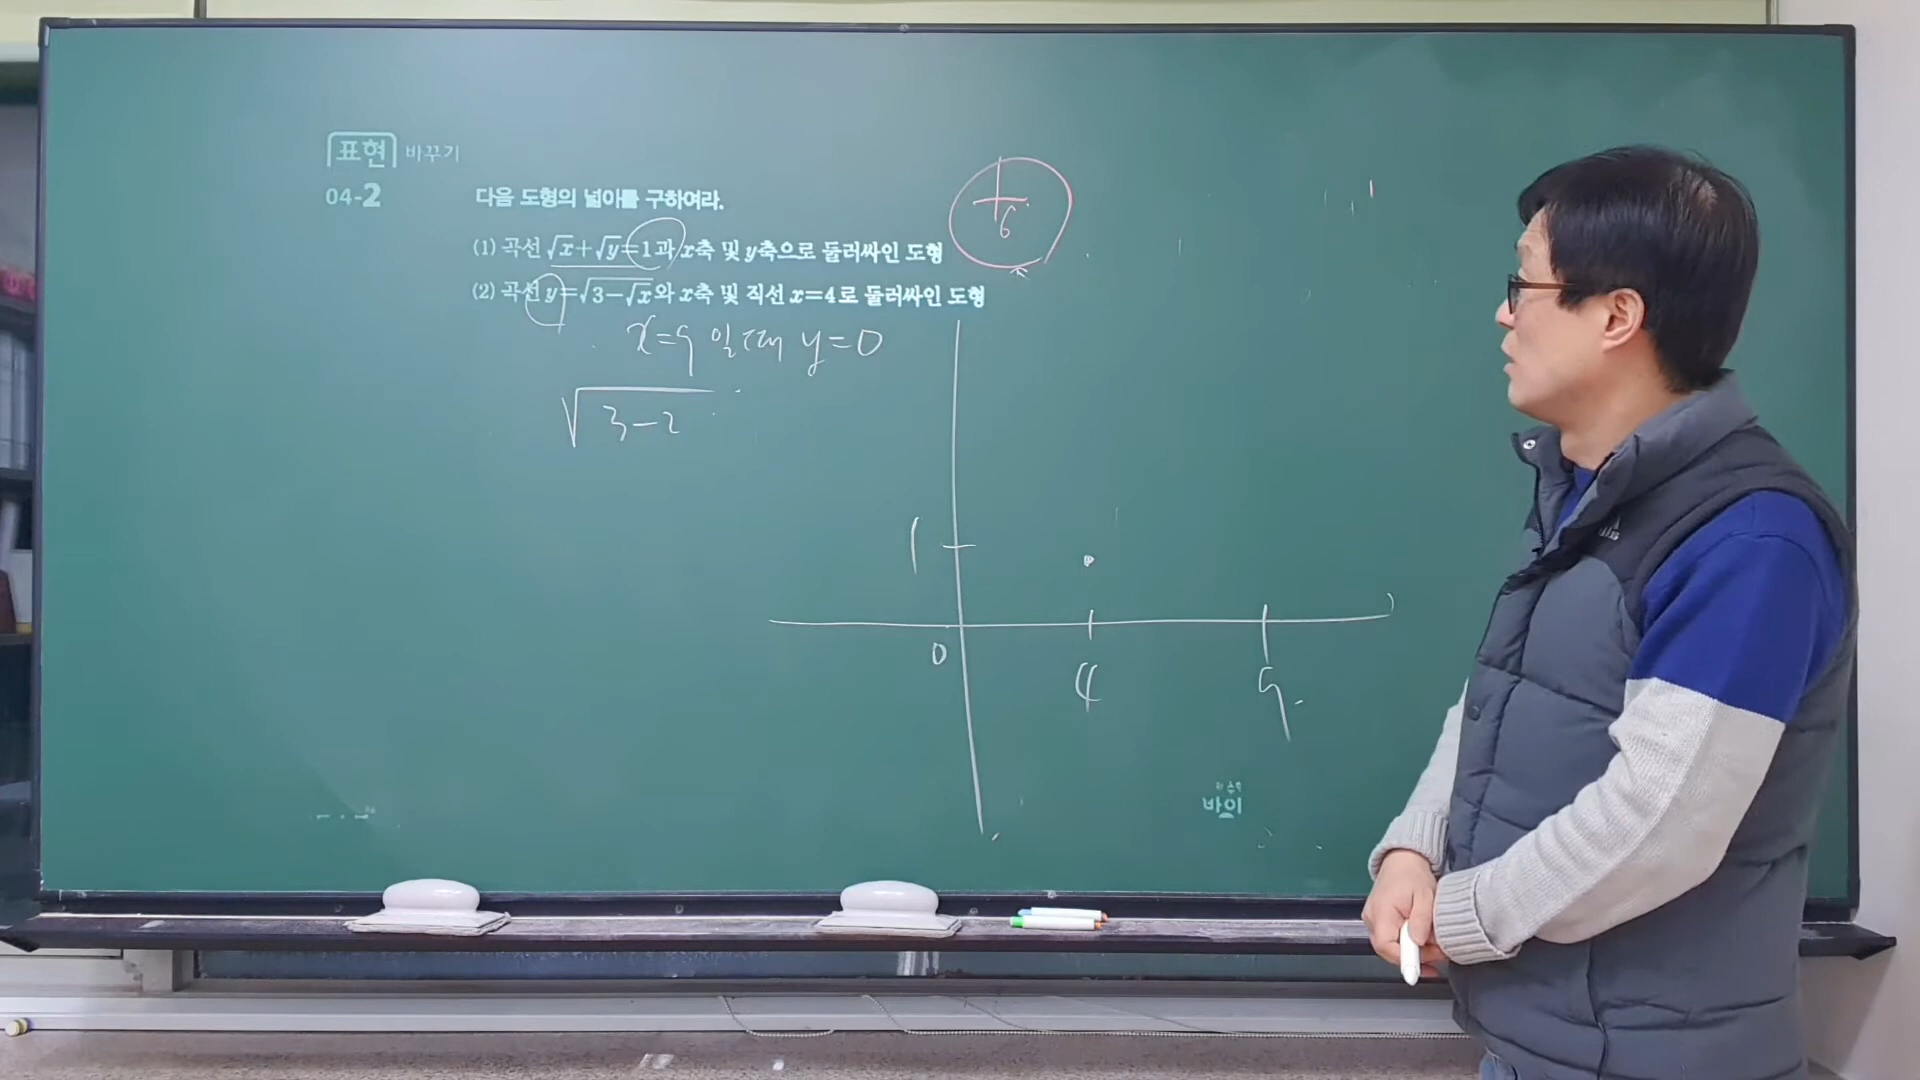 표현 바꾸기
04-2 다음 도형의 넓이를 구하여라.
(1) 곡선 √x+√y=1과 x축 및 y축으로 둘러싸인 도형
(2) 곡선 y=√(3-√x)와 x축 및 직선 x=4로 둘러싸인 도형
6
x=9 일때 y=0
√(3-2)
1
0
4
9
바이